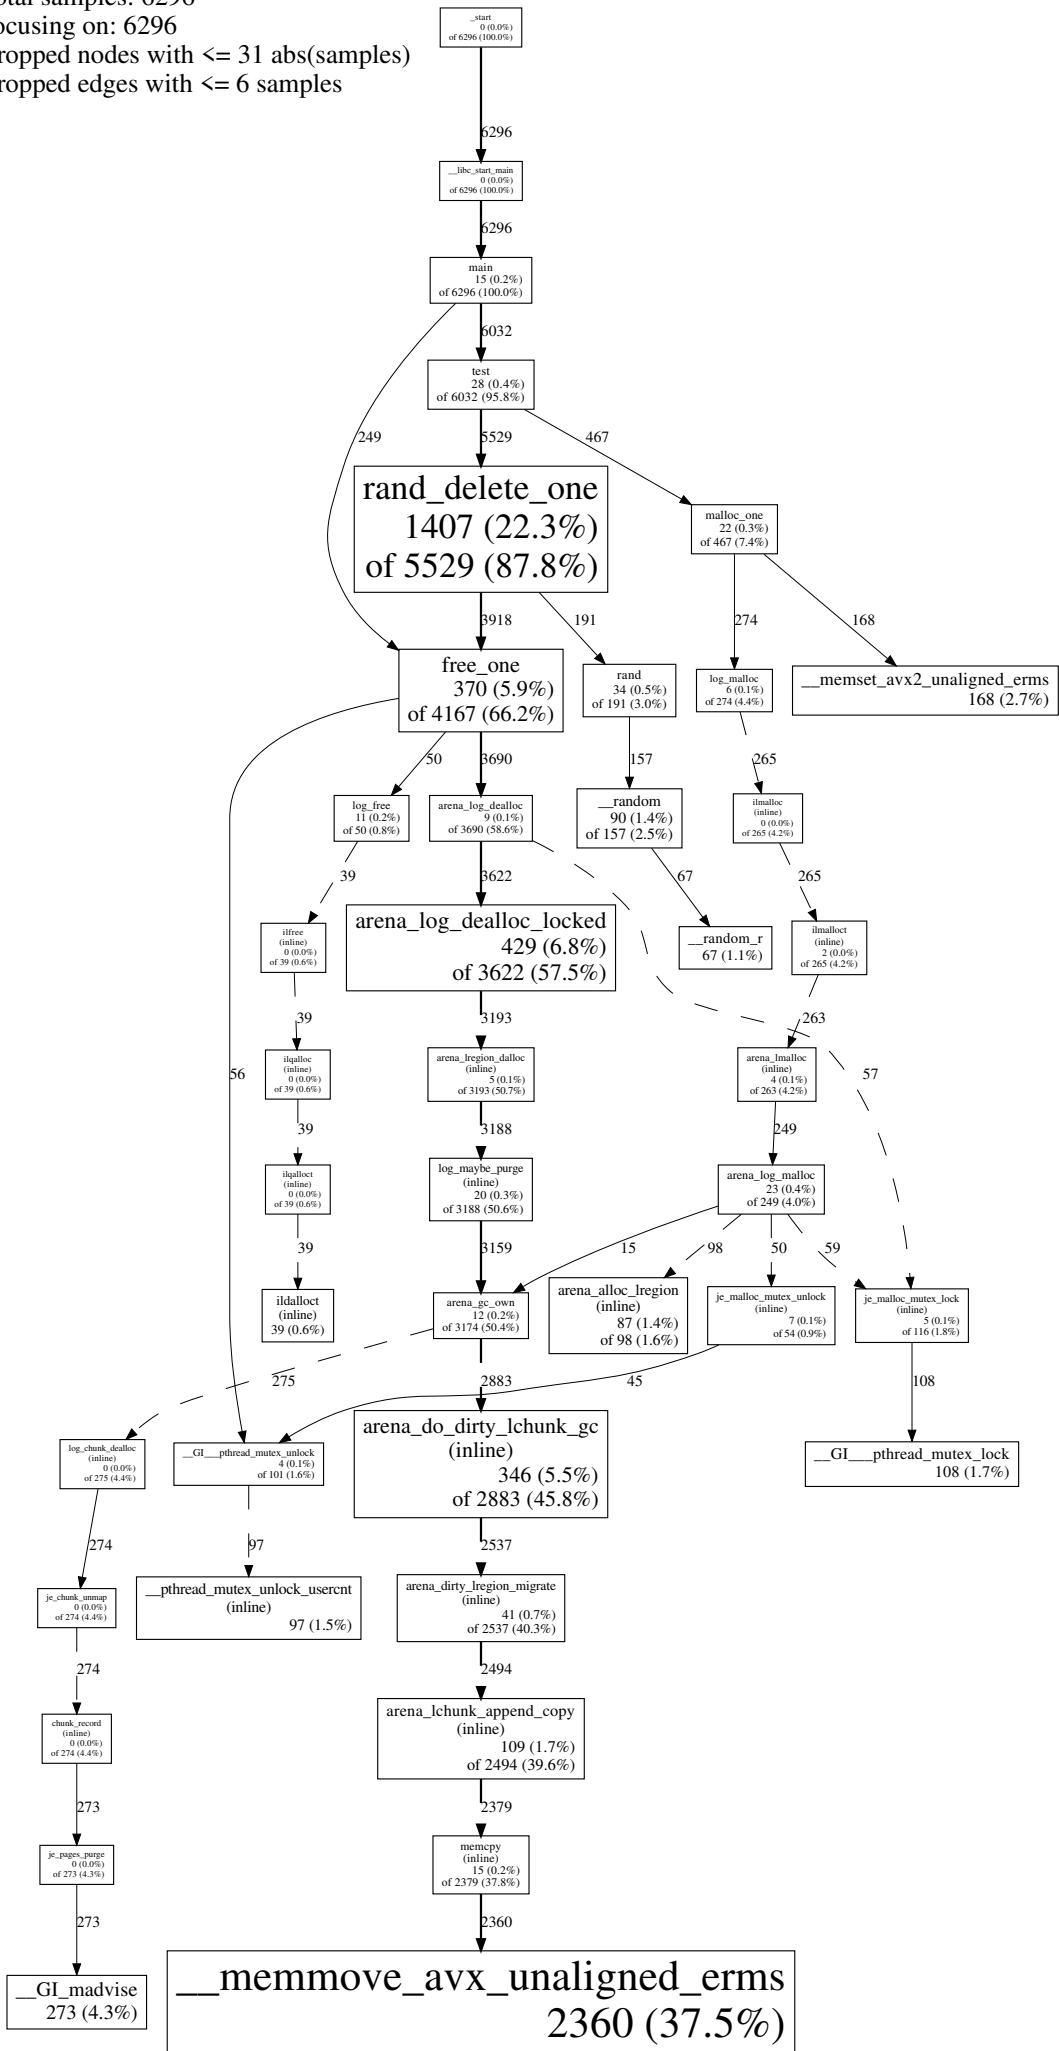 otal samples: 6296
ocusing on: 6296
ropped nodes with <= 31 abs(samples)
ropped edges with <= 6 samples
_start
0 (0.0%)
of 6296 (100.0%)
6296
__libc_start_main
0 (0.0%)
of 6296 (100.0%)
6296
main
15 (0.2%)
of 6296 (100.0%)
6032
test
28 (0.4%)
of 6032 (95.8%)
249
5529
467
rand_delete_one
1407 (22.3%)
of 5529 (87.8%)
malloc_one
22 (0.3%)
of 467 (7.4%)
3918
191
274
168
free_one
370 (5.9%)
of 4167 (66.2%)
rand
34 (0.5%)
of 191 (3.0%)
log_malloc
6 (0.1%)
of 274 (4.4%)
__memset_avx2_unaligned_erms
168 (2.7%)
50
3690
157
265
log_free
11 (0.2%)
of 50 (0.8%)
arena_log_dealloc
9 (0.1%)
of 3690 (58.6%)
__random
90 (1.4%)
of 157 (2.5%)
ilmalloc
(inline)
0 (0.0%)
of 265 (4.2%)
39
3622
67
265
ilfree
(inline)
0 (0.0%)
of 39 (0.6%)
arena_log_dealloc_locked
429 (6.8%)
of 3622 (57.5%)
__random_r
67 (1.1%)
ilmalloct
(inline)
2 (0.0%)
of 265 (4.2%)
39
3193
263
56
ilqalloc
(inline)
0 (0.0%)
of 39 (0.6%)
arena_lregion_dalloc
(inline)
5 (0.1%)
of 3193 (50.7%)
arena_lmalloc
(inline)
4 (0.1%)
of 263 (4.2%)
57
39
3188
249
ilqalloct
(inline)
0 (0.0%)
of 39 (0.6%)
log_maybe_purge
(inline)
20 (0.3%)
of 3188 (50.6%)
arena_log_malloc
23 (0.4%)
of 249 (4.0%)
39
3159
15
98
50
59
ildalloct
(inline)
39 (0.6%)
arena_gc_own
12 (0.2%)
of 3174 (50.4%)
arena_alloc_lregion
(inline)
87 (1.4%)
of 98 (1.6%)
je_malloc_mutex_unlock
(inline)
7 (0.1%)
of 54 (0.9%)
je_malloc_mutex_lock
(inline)
5 (0.1%)
of 116 (1.8%)
275
2883
45
108
log_chunk_dealloc
(inline)
0 (0.0%)
of 275 (4.4%)
__GI___pthread_mutex_unlock
4 (0.1%)
of 101 (1.6%)
arena_do_dirty_lchunk_gc
(inline)
346 (5.5%)
of 2883 (45.8%)
__GI___pthread_mutex_lock
108 (1.7%)
274
97
2537
je_chunk_unmap
0 (0.0%)
of 274 (4.4%)
__pthread_mutex_unlock_usercnt
(inline)
97 (1.5%)
arena_dirty_lregion_migrate
(inline)
41 (0.7%)
of 2537 (40.3%)
274
2494
chunk_record
(inline)
0 (0.0%)
of 274 (4.4%)
arena_lchunk_append_copy
(inline)
109 (1.7%)
of 2494 (39.6%)
273
2379
je_pages_purge
0 (0.0%)
of 273 (4.3%)
memcpy
(inline)
15 (0.2%)
of 2379 (37.8%)
273
2360
__GI_madvise
273 (4.3%)
__memmove_avx_unaligned_erms
2360 (37.5%)